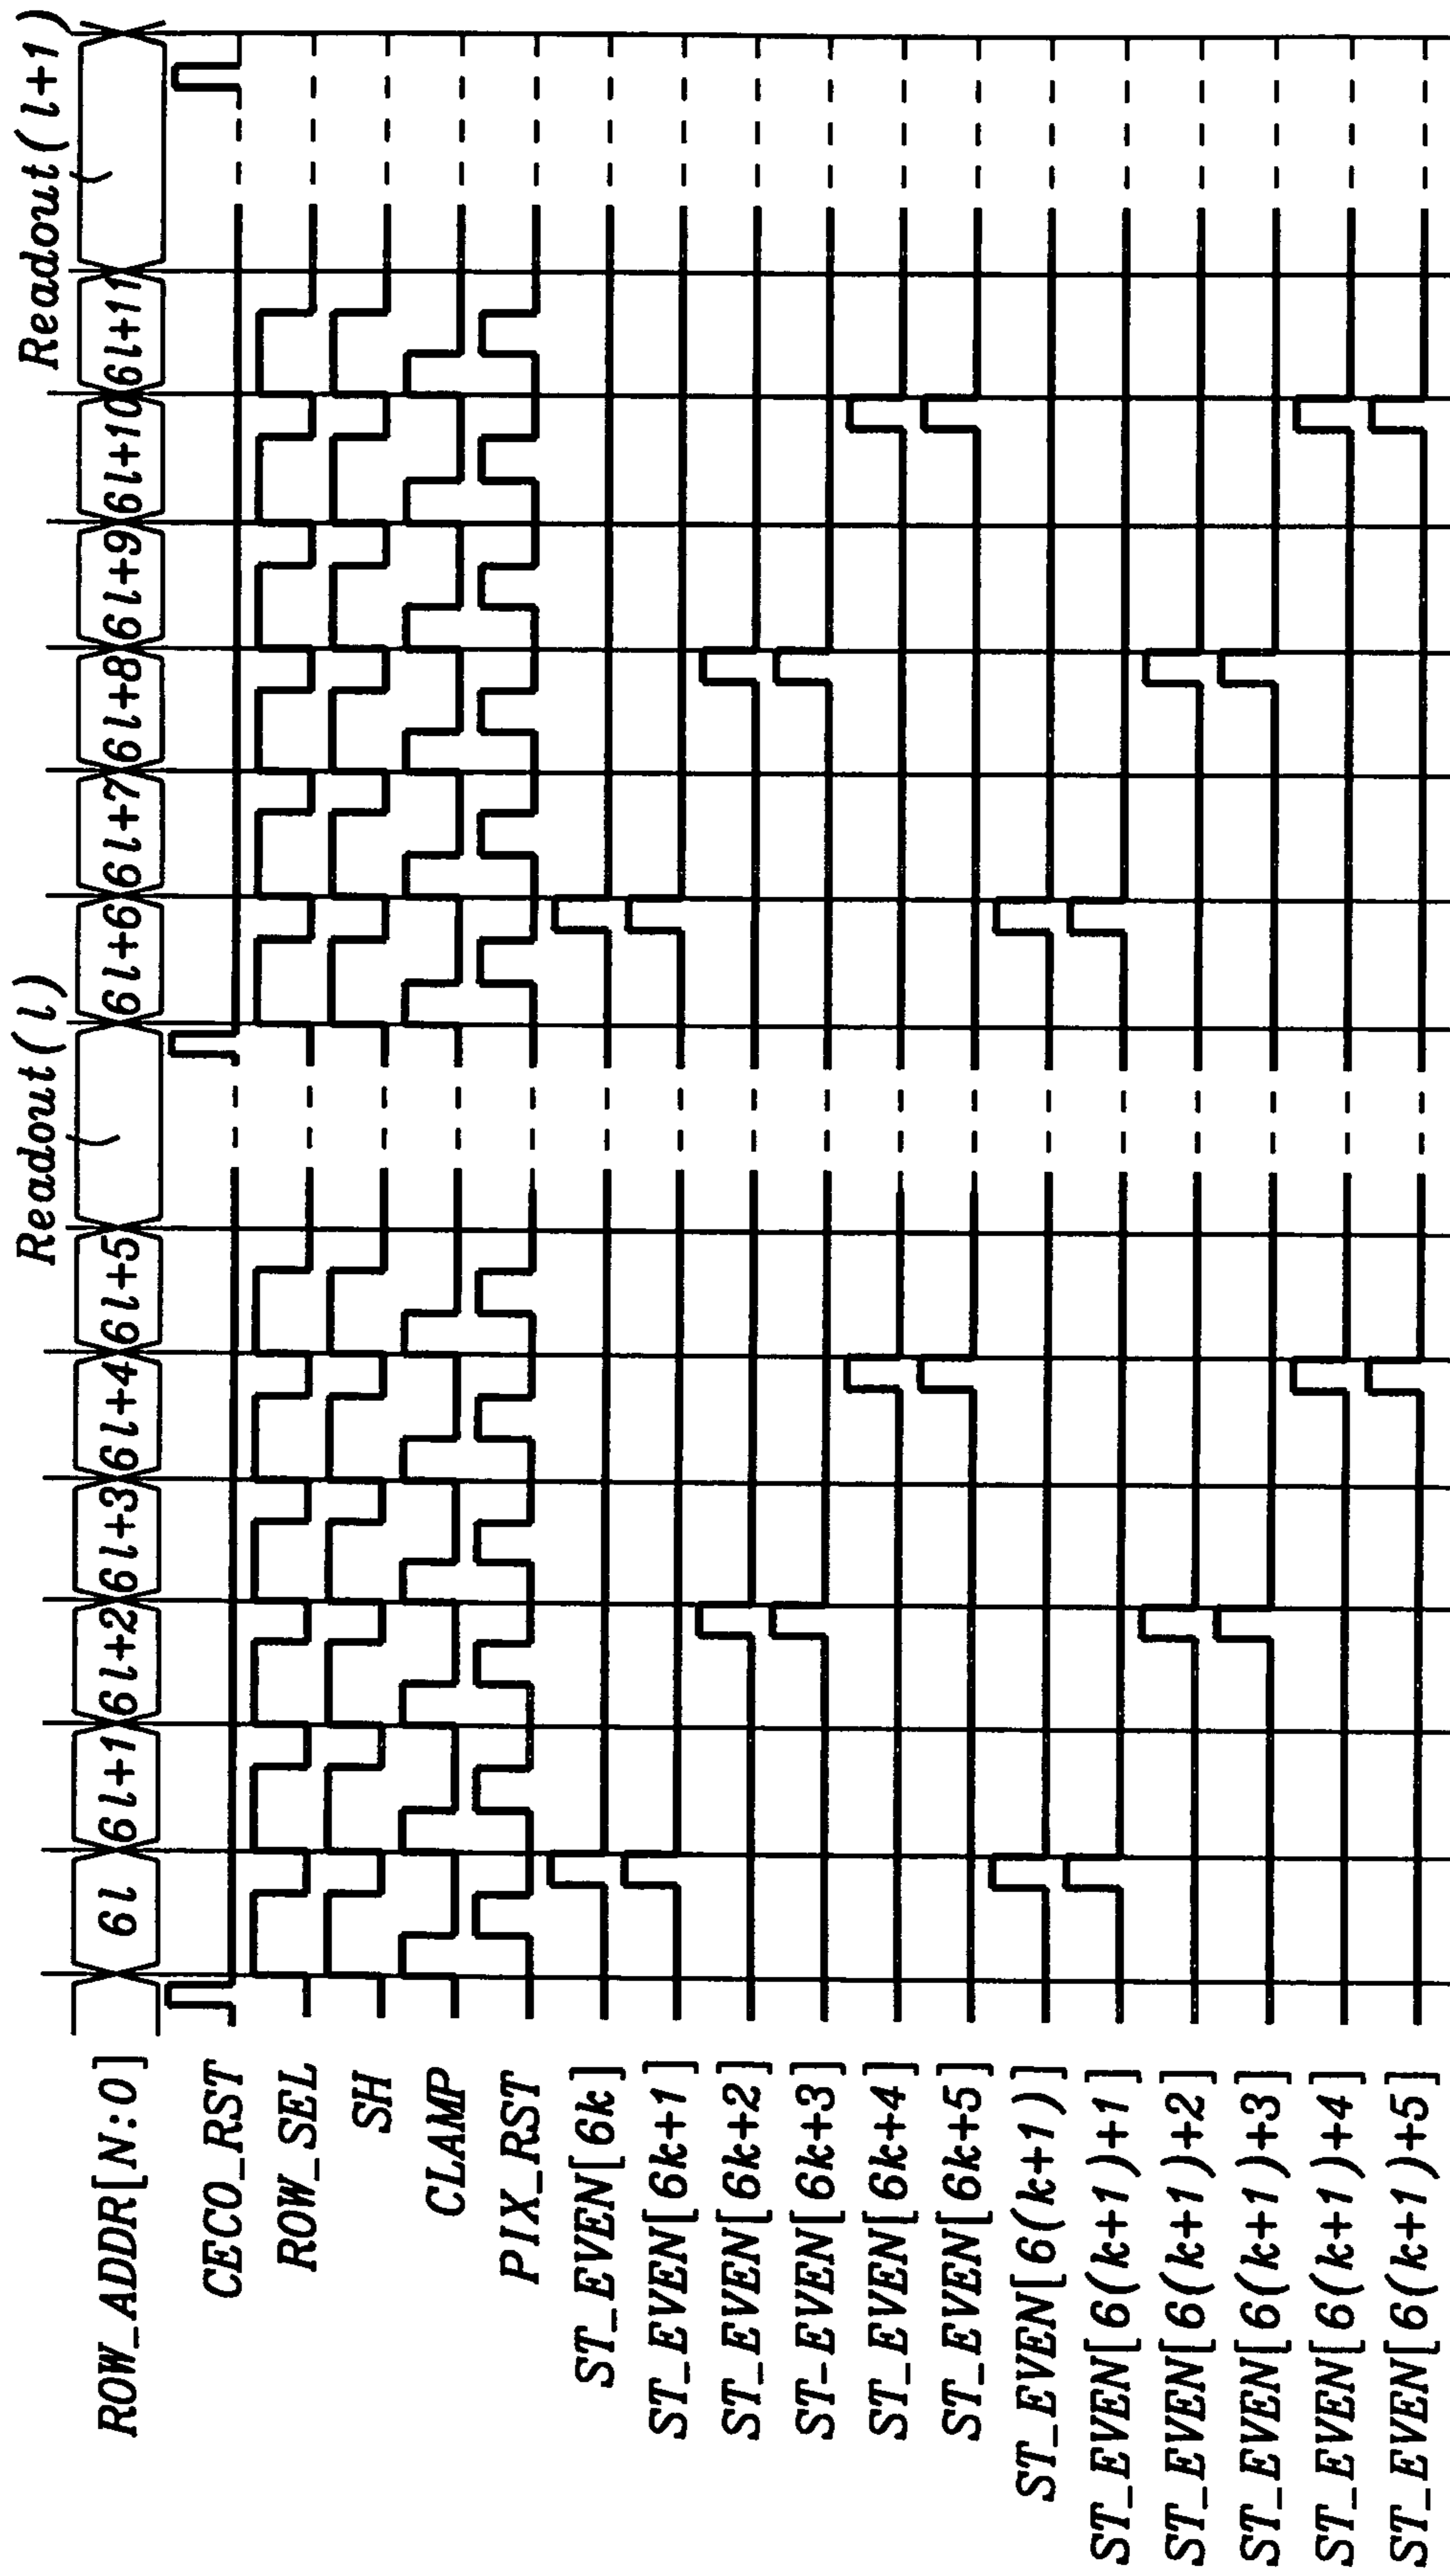 Readout(l) Readout(l+1)
ROW_ADDR[N:0] 6l 6l+1 6l+2 6l+3 6l+4 6l+5 6l+6 6l+7 6l+8 6l+9 6l+10 6l+11
CECO_RST
ROW_SEL
SH
CLAMP
PIX_RST
ST_EVEN[6k]
ST_EVEN[6k+1]
ST_EVEN[6k+2]
ST-EVEN[6k+3]
ST_EVEN[6k+4]
ST_EVEN[6k+5]
ST_EVEN[6(k+1)]
ST_EVEN[6(k+1)+1]
ST_EVEN[6(k+1)+2]
ST_EVEN[6(k+1)+3]
ST_EVEN[6(k+1)+4]
ST_EVEN[6(k+1)+5]